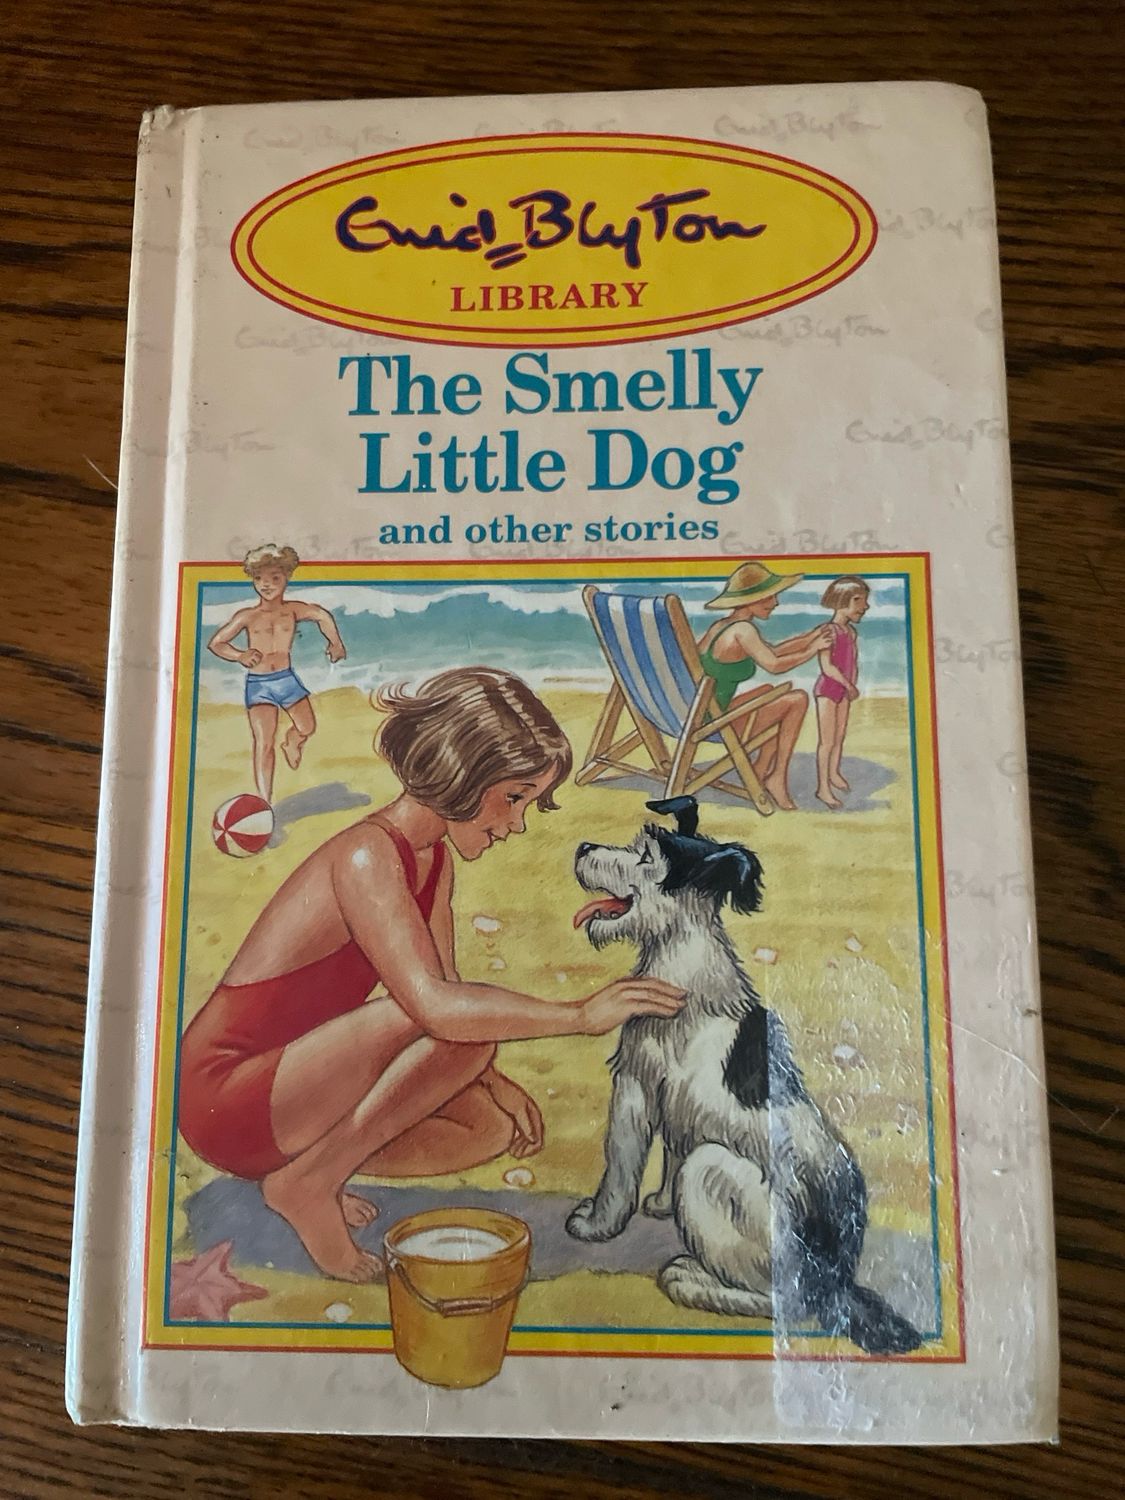 Enid Blyton
LIBRARY
The Smelly
Little Dog
and other stories